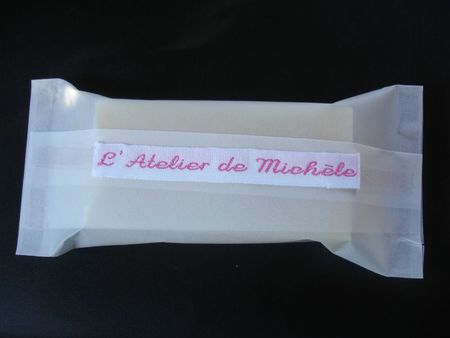 L' Atelier de Michèle